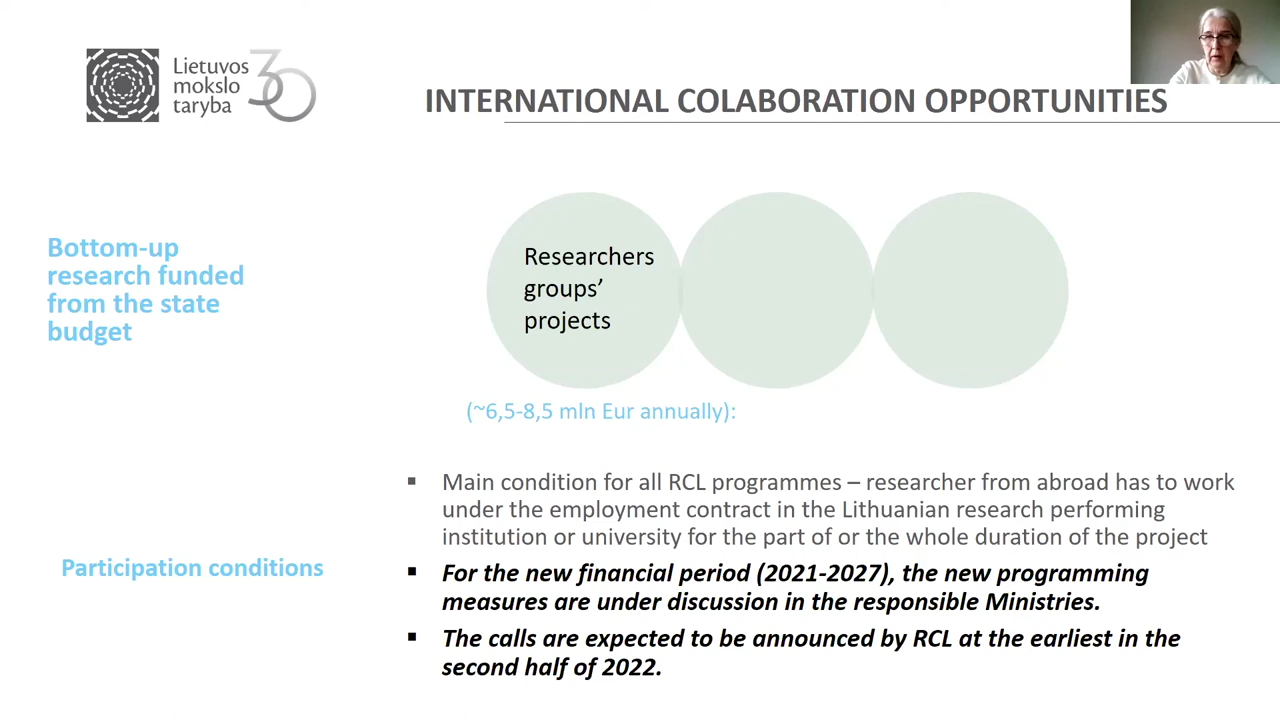 Lietuvos
mokslo
taryba
30
INTERNATIONAL COLABORATION OPPORTUNITIES
Bottom-up
research funded
from the state
budget
Researchers
groups’
projects
(~6,5-8,5 mln Eur annually):
Participation conditions
▪ Main condition for all RCL programmes – researcher from abroad has to work
under the employment contract in the Lithuanian research performing
institution or university for the part of or the whole duration of the project
▪ For the new financial period (2021-2027), the new programming
measures are under discussion in the responsible Ministries.
▪ The calls are expected to be announced by RCL at the earliest in the
second half of 2022.